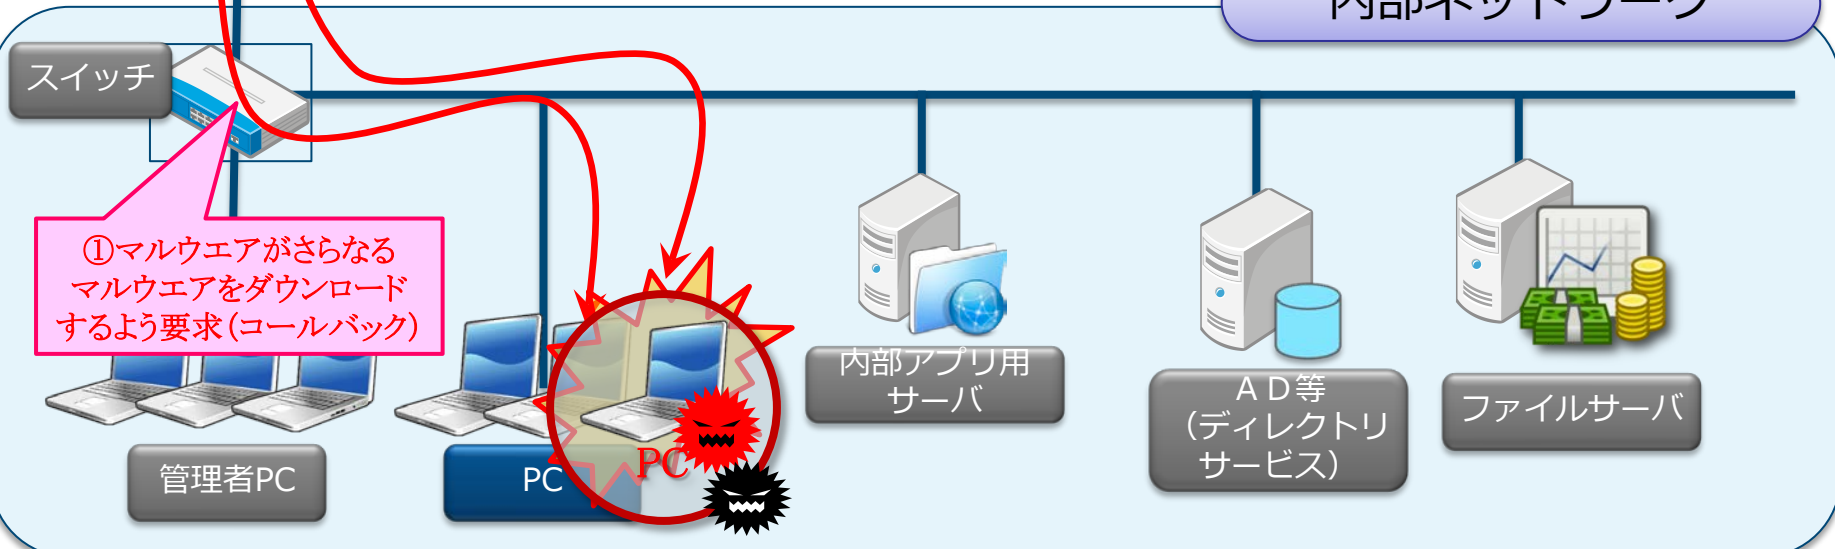 内部ネットワーク
スイッチ
①マルウエアがさらなる
マルウエアをダウンロード
するよう要求(コールバック)
内部アプリ用
サーバ
ＡＤ等
（ディレクトリ
サービス）
ファイルサーバ
管理者PC
PC
PC